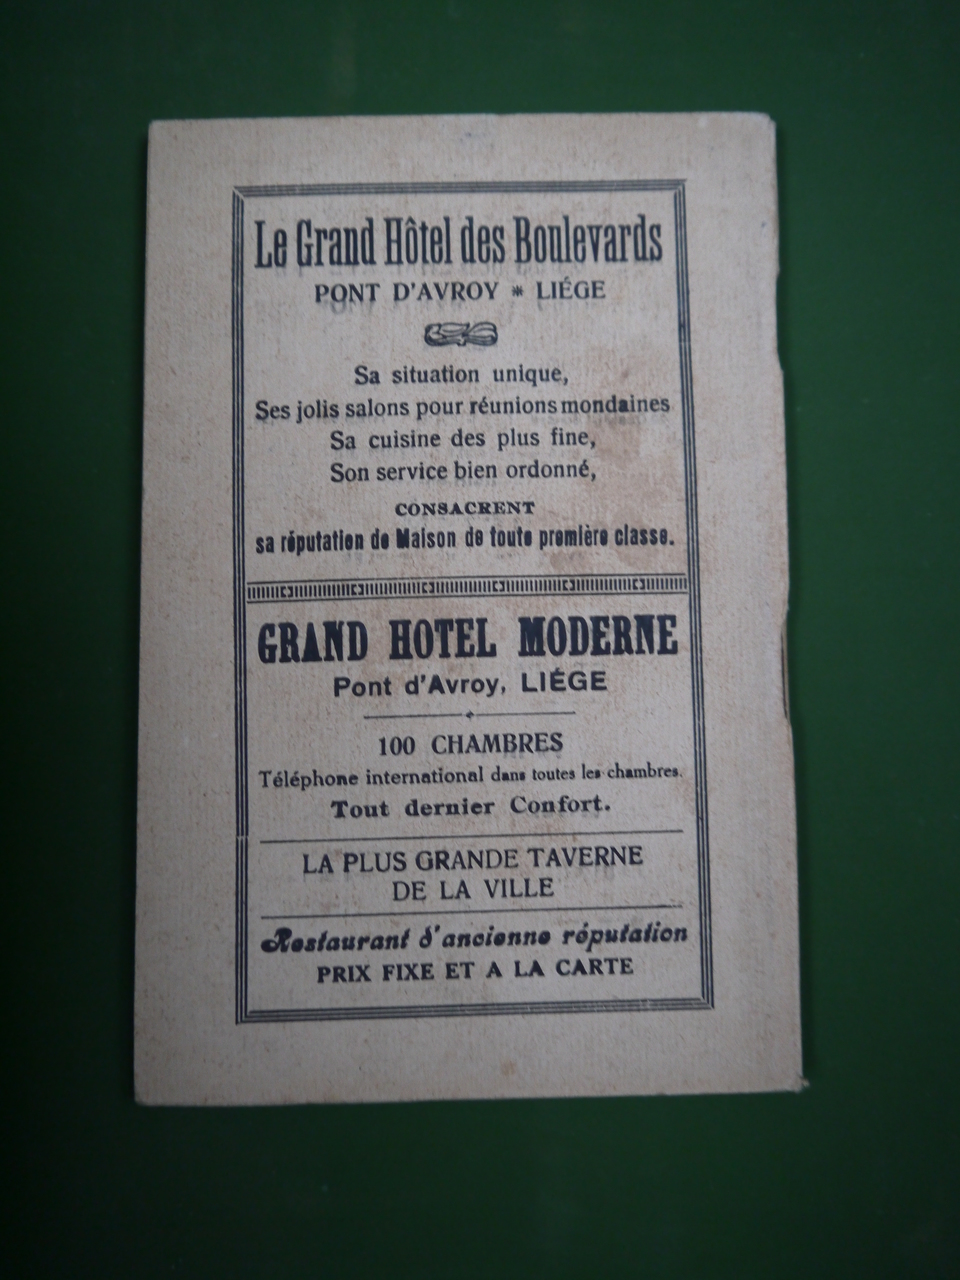 Le Grand Hôtel des Boulevards
PONT D'AVROY * LIÉGE
Sa situation unique,
Ses jolis salons pour réunions mondaines
Sa cuisine des plus fine,
Son service bien ordonné,
CONSACRENT
sa réputation de Maison de toute première classe.
GRAND HOTEL MODERNE
Pont d'Avroy, LIÉGE
100 CHAMBRES
Téléphone international dans toutes les chambres.
Tout dernier Confort.
LA PLUS GRANDE TAVERNE
DE LA VILLE
Restaurant d'ancienne réputation
PRIX FIXE ET A LA CARTE